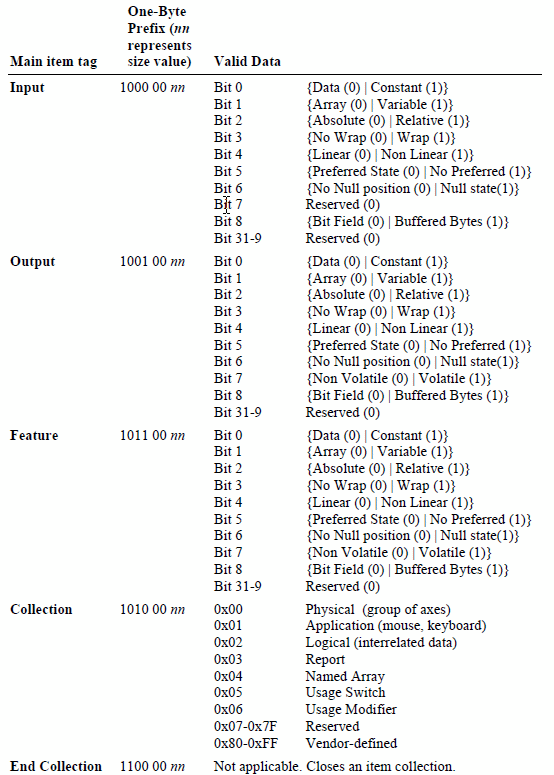 One-Byte
Prefix (nn
represents
Main item tag size value) Valid Data
Input 1000 00 nn Bit 0 {Data (0) | Constant (1)}
Bit 1 {Array (0) | Variable (1)}
Bit 2 {Absolute (0) | Relative (1)}
Bit 3 {No Wrap (0) | Wrap (1)}
Bit 4 {Linear (0) | Non Linear (1)}
Bit 5 {Preferred State (0) | No Preferred (1)}
Bit 6 {No Null position (0) | Null state(1)}
Bit 7 Reserved (0)
Bit 8 {Bit Field (0) | Buffered Bytes (1)}
Bit 31-9 Reserved (0)
Output 1001 00 nn Bit 0 {Data (0) | Constant (1)}
Bit 1 {Array (0) | Variable (1)}
Bit 2 {Absolute (0) | Relative (1)}
Bit 3 {No Wrap (0) | Wrap (1)}
Bit 4 {Linear (0) | Non Linear (1)}
Bit 5 {Preferred State (0) | No Preferred (1)}
Bit 6 {No Null position (0) | Null state(1)}
Bit 7 {Non Volatile (0) | Volatile (1)}
Bit 8 {Bit Field (0) | Buffered Bytes (1)}
Bit 31-9 Reserved (0)
Feature 1011 00 nn Bit 0 {Data (0) | Constant (1)}
Bit 1 {Array (0) | Variable (1)}
Bit 2 {Absolute (0) | Relative (1)}
Bit 3 {No Wrap (0) | Wrap (1)}
Bit 4 {Linear (0) | Non Linear (1)}
Bit 5 {Preferred State (0) | No Preferred (1)}
Bit 6 {No Null position (0) | Null state(1)}
Bit 7 {Non Volatile (0) | Volatile (1)}
Bit 8 {Bit Field (0) | Buffered Bytes (1)}
Bit 31-9 Reserved (0)
Collection 1010 00 nn 0x00 Physical (group of axes)
0x01 Application (mouse, keyboard)
0x02 Logical (interrelated data)
0x03 Report
0x04 Named Array
0x05 Usage Switch
0x06 Usage Modifier
0x07-0x7F Reserved
0x80-0xFF Vendor-defined
End Collection 1100 00 nn Not applicable. Closes an item collection.